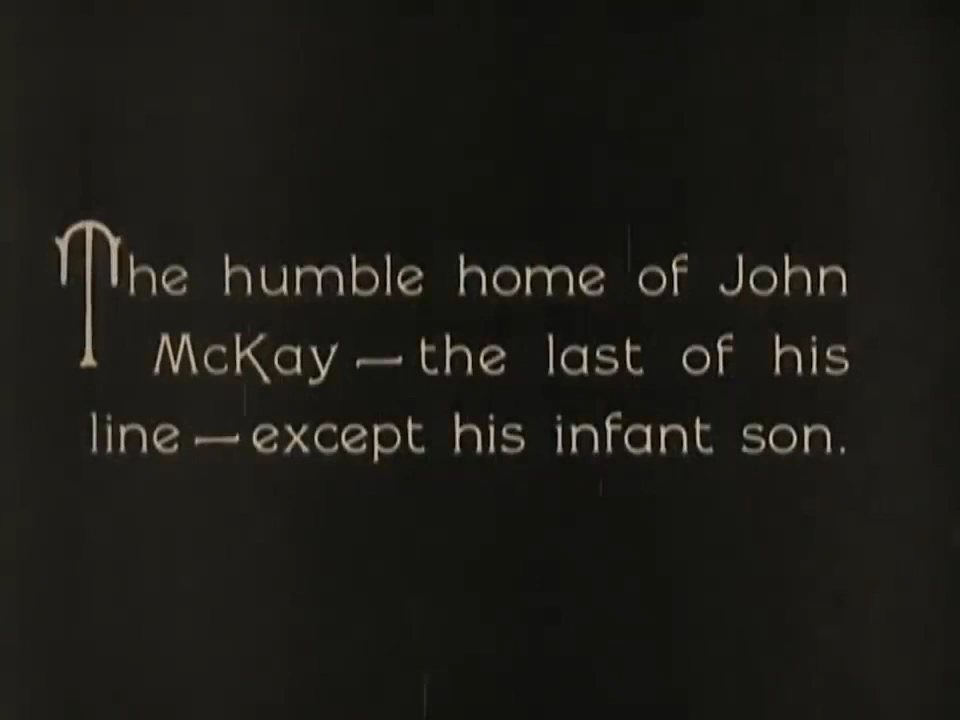 The humble home of John
McKay — the last of his
line — except his infant son.